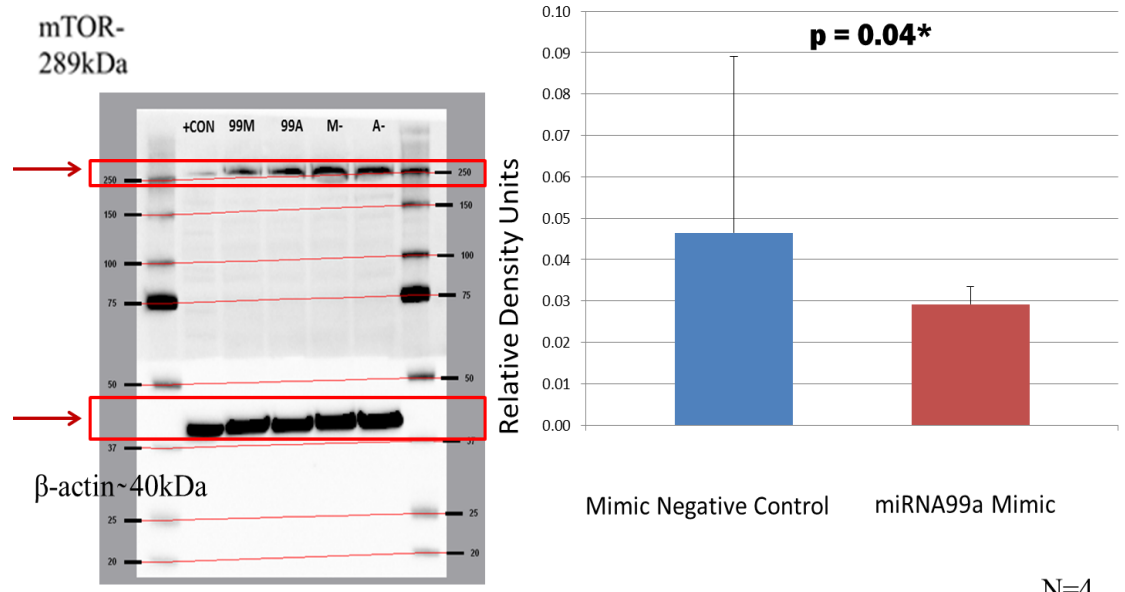 mTOR-
289kDa
+CON 99M 99A M- A-
250 250
150 150
100 100
75 75
50 50
37 37
β-actin~40kDa
25 25
20 20
p = 0.04*
Relative Density Units
0.10
0.09
0.08
0.07
0.06
0.05
0.04
0.03
0.02
0.01
0.00
Mimic Negative Control miRNA99a Mimic
N=4